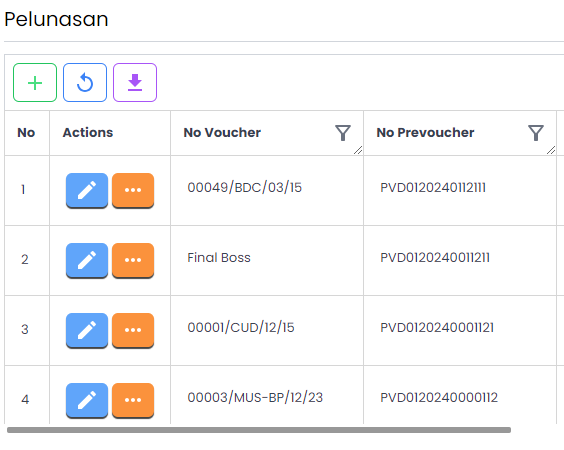 Pelunasan
No Actions No Voucher No Prevoucher
1 00049/BDC/03/15 PVD0120240112111
2 Final Boss PVD0120240011211
3 00001/CUD/12/15 PVD0120240001121
4 00003/MUS-BP/12/23 PVD0120240000112